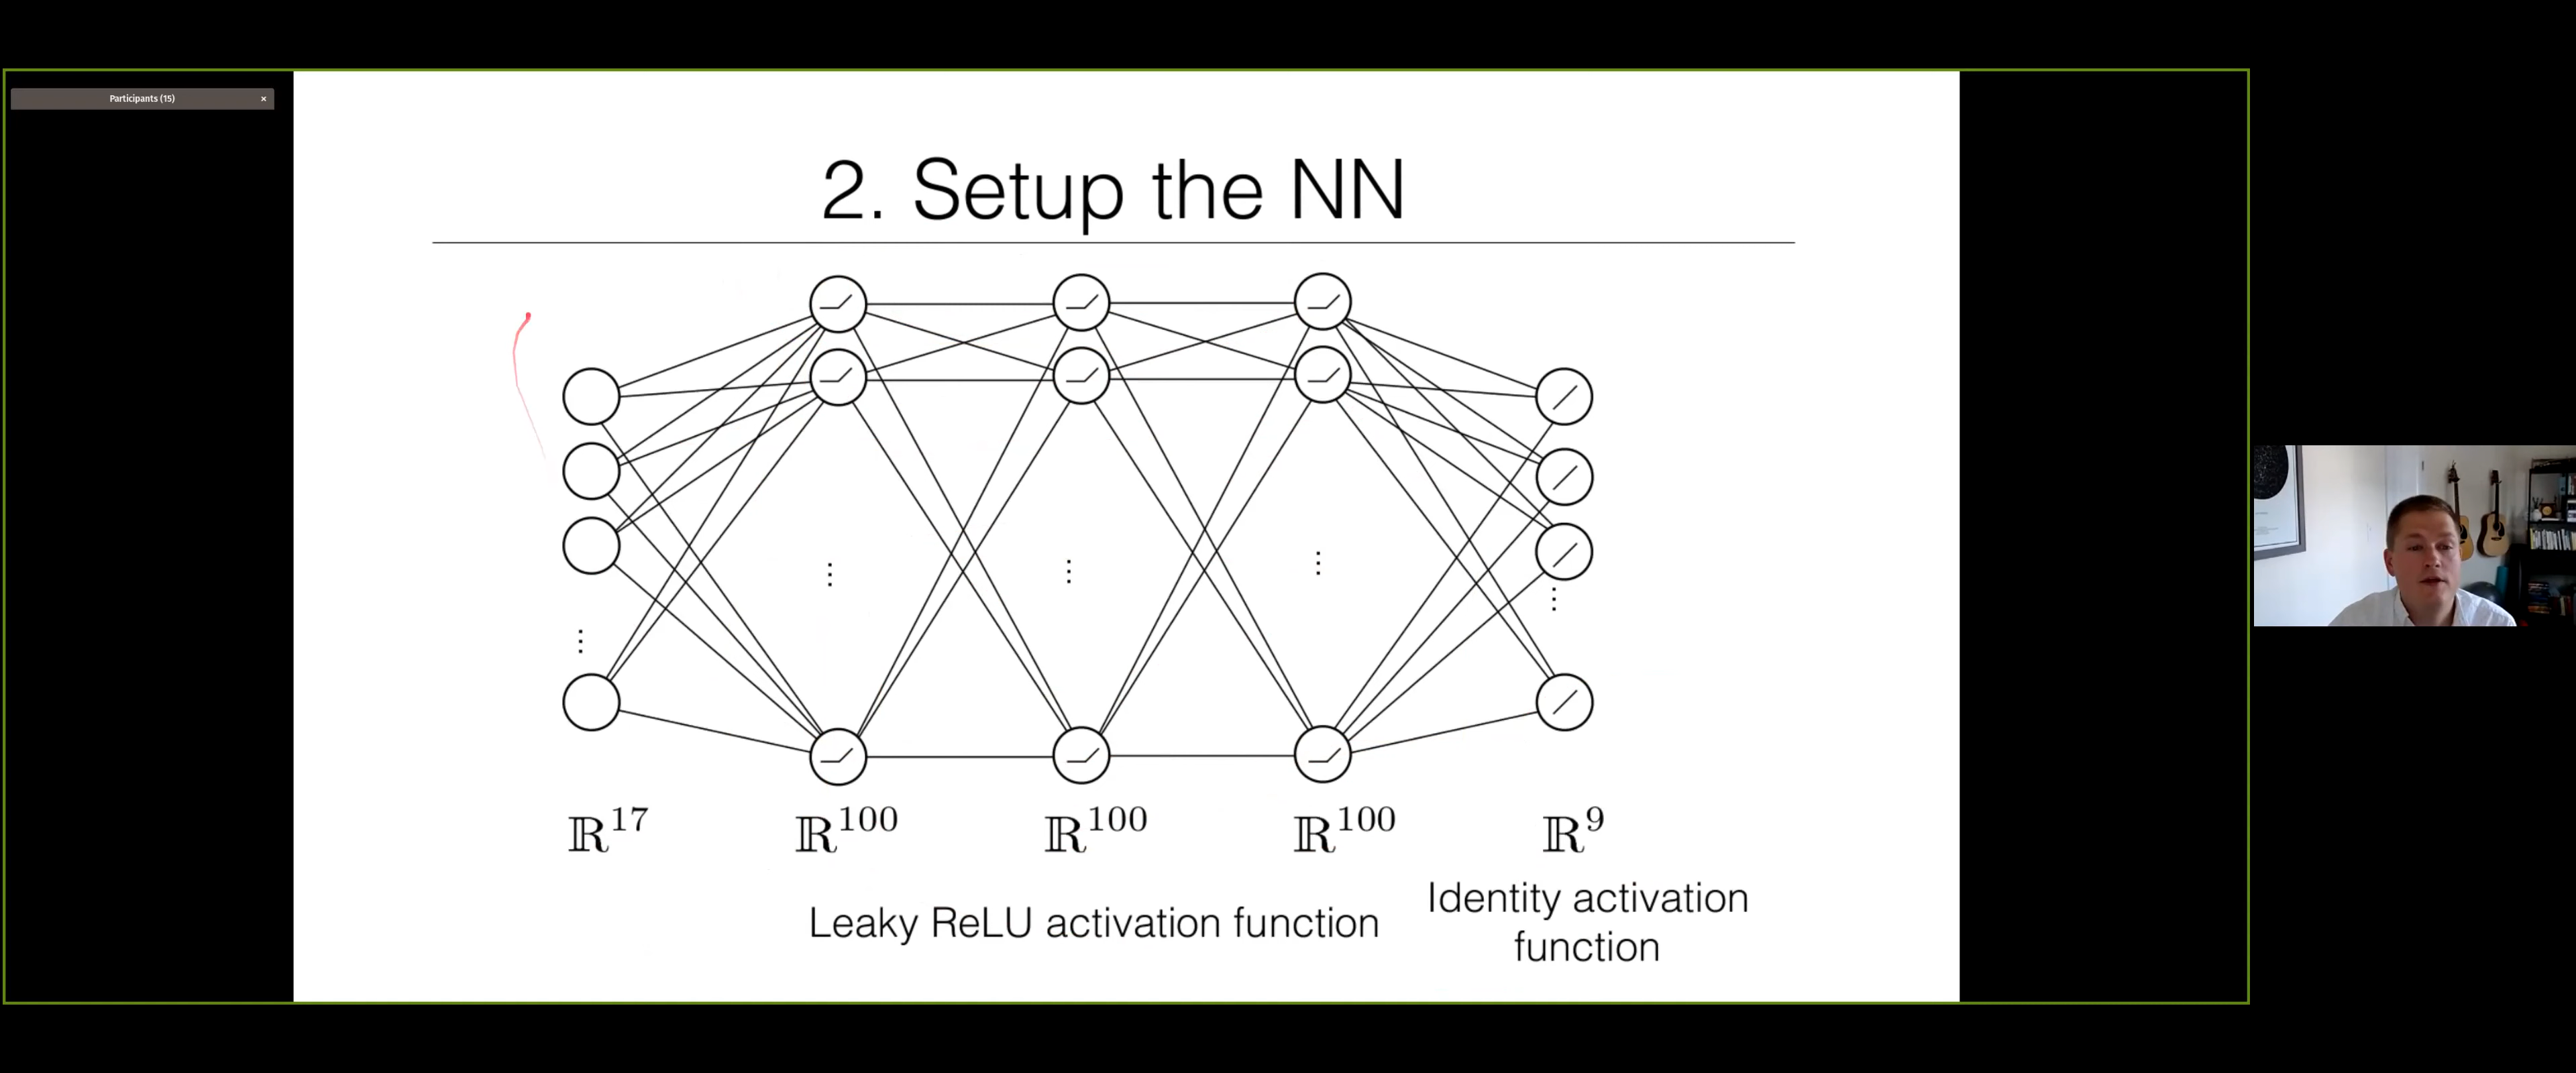 Participants (15)
×
2. Setup the NN
⋮
⋮
⋮
⋮
⋮
ℝ¹⁷ ℝ¹⁰⁰ ℝ¹⁰⁰ ℝ¹⁰⁰ ℝ⁹
Leaky ReLU activation function
Identity activation
function